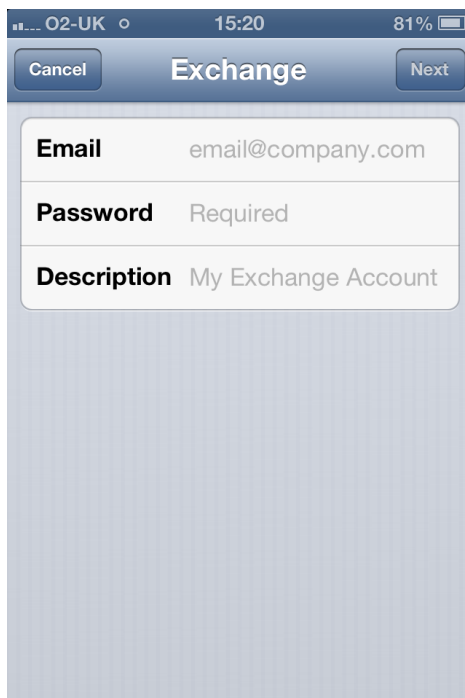 O2-UK 15:20 81%
Cancel Exchange Next
Email email@company.com
Password Required
Description My Exchange Account